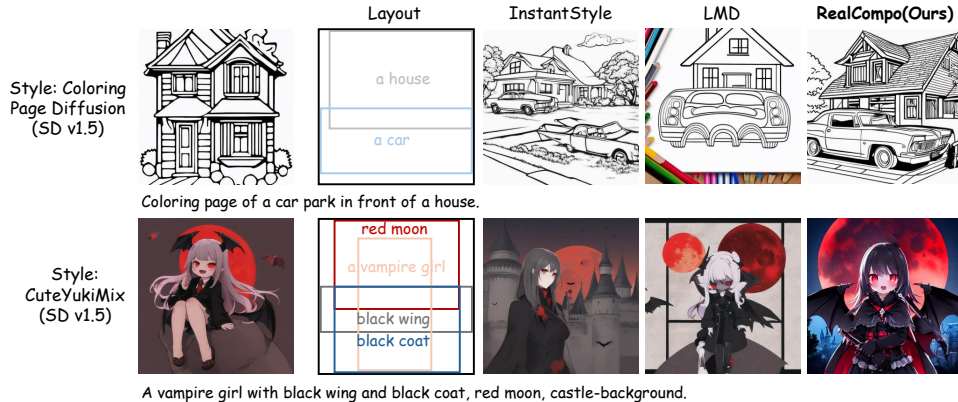 Layout
InstantStyle
LMD
RealCompo(Ours)
Style: Coloring
Page Diffusion
(SD v1.5)
a house
a car
Coloring page of a car park in front of a house.
Style:
CuteYukiMix
(SD v1.5)
red moon
a vampire girl
black wing
black coat
A vampire girl with black wing and black coat, red moon, castle-background.